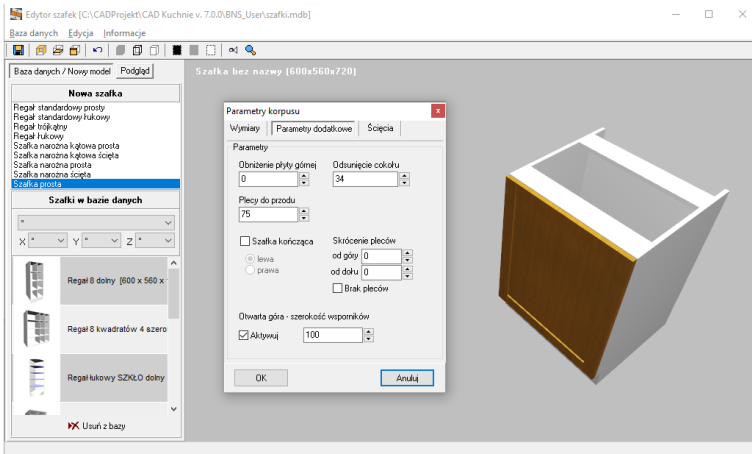 Edytor szafek [C:\CADProjekt\CAD Kuchnie v. 7.0.0\BNS_User\szafki.mdb]
Baza danych Edycja Informacje
Baza danych / Nowy model Podgląd
Szafka bez nazwy (600x560x720)
Nowa szafka
Regał standardowy prosty
Regał standardowy łukowy
Regał trójkątny
Regał łukowy
Szafka narożna kątowa prosta
Szafka narożna kątowa ścięta
Szafka narożna prosta
Szafka narożna ścięta
Szafka prosta
Szafki w bazie danych
*
X * Y * Z *
Regał 8 dolny [600 x 560 x
Regał 8 kwadratów 4 szero
Regał łukowy SZKŁO dolny
Usuń z bazy
Parametry korpusu
x
Wymiary Parametry dodatkowe Ścięcia
Parametry
Obniżenie płyty górnej Odsunięcie cokołu
0 34
Plecy do przodu
75
Szafka kończąca Skrócenie pleców
lewa od góry 0
prawa od dołu 0
Brak pleców
Otwarta góra - szerokość wsporników
Aktywuj 100
OK Anuluj